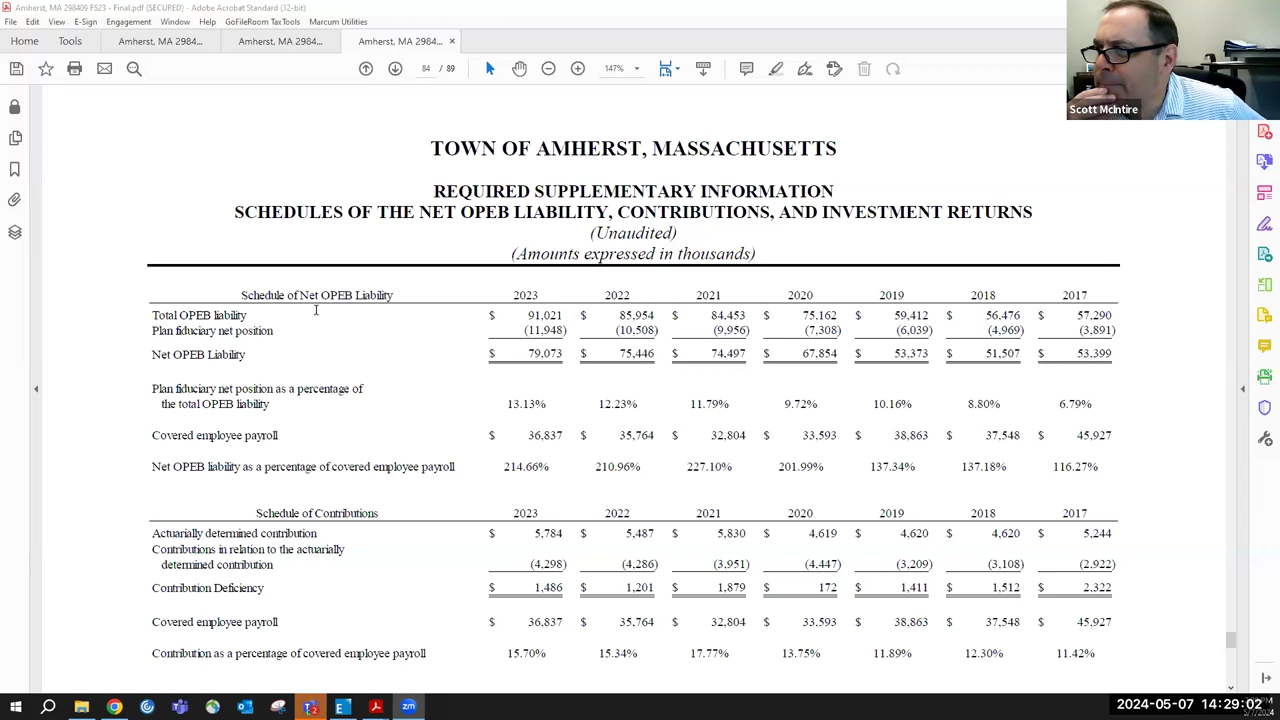 Amherst, MA 298409 FS23 - Final.pdf (SECURED) - Adobe Acrobat Standard (32-bit)
File Edit View E-Sign Engagement Window Help GoFileRoom TaxTools Marcum Utilities
Home Tools Amherst, MA 2984... Amherst, MA 2984... Amherst, MA 2984... ×
84 / 89 147%
Scott McIntire
TOWN OF AMHERST, MASSACHUSETTS
REQUIRED SUPPLEMENTARY INFORMATION
SCHEDULES OF THE NET OPEB LIABILITY, CONTRIBUTIONS, AND INVESTMENT RETURNS
(Unaudited)
(Amounts expressed in thousands)
Schedule of Net OPEB Liability 2023 2022 2021 2020 2019 2018 2017
Total OPEB liability $ 91,021 $ 85,954 $ 84,453 $ 75,162 $ 59,412 $ 56,476 $ 57,290
Plan fiduciary net position (11,948) (10,508) (9,956) (7,308) (6,039) (4,969) (3,891)
Net OPEB Liability $ 79,073 $ 75,446 $ 74,497 $ 67,854 $ 53,373 $ 51,507 $ 53,399
Plan fiduciary net position as a percentage of
the total OPEB liability 13.13% 12.23% 11.79% 9.72% 10.16% 8.80% 6.79%
Covered employee payroll $ 36,837 $ 35,764 $ 32,804 $ 33,593 $ 38,863 $ 37,548 $ 45,927
Net OPEB liability as a percentage of covered employee payroll 214.66% 210.96% 227.10% 201.99% 137.34% 137.18% 116.27%
Schedule of Contributions 2023 2022 2021 2020 2019 2018 2017
Actuarially determined contribution $ 5,784 $ 5,487 $ 5,830 $ 4,619 $ 4,620 $ 4,620 $ 5,244
Contributions in relation to the actuarially
determined contribution (4,298) (4,286) (3,951) (4,447) (3,209) (3,108) (2,922)
Contribution Deficiency $ 1,486 $ 1,201 $ 1,879 $ 172 $ 1,411 $ 1,512 $ 2,322
Covered employee payroll $ 36,837 $ 35,764 $ 32,804 $ 33,593 $ 38,863 $ 37,548 $ 45,927
Contribution as a percentage of covered employee payroll 15.70% 15.34% 17.77% 13.75% 11.89% 12.30% 11.42%
2024-05-07 14:29:02